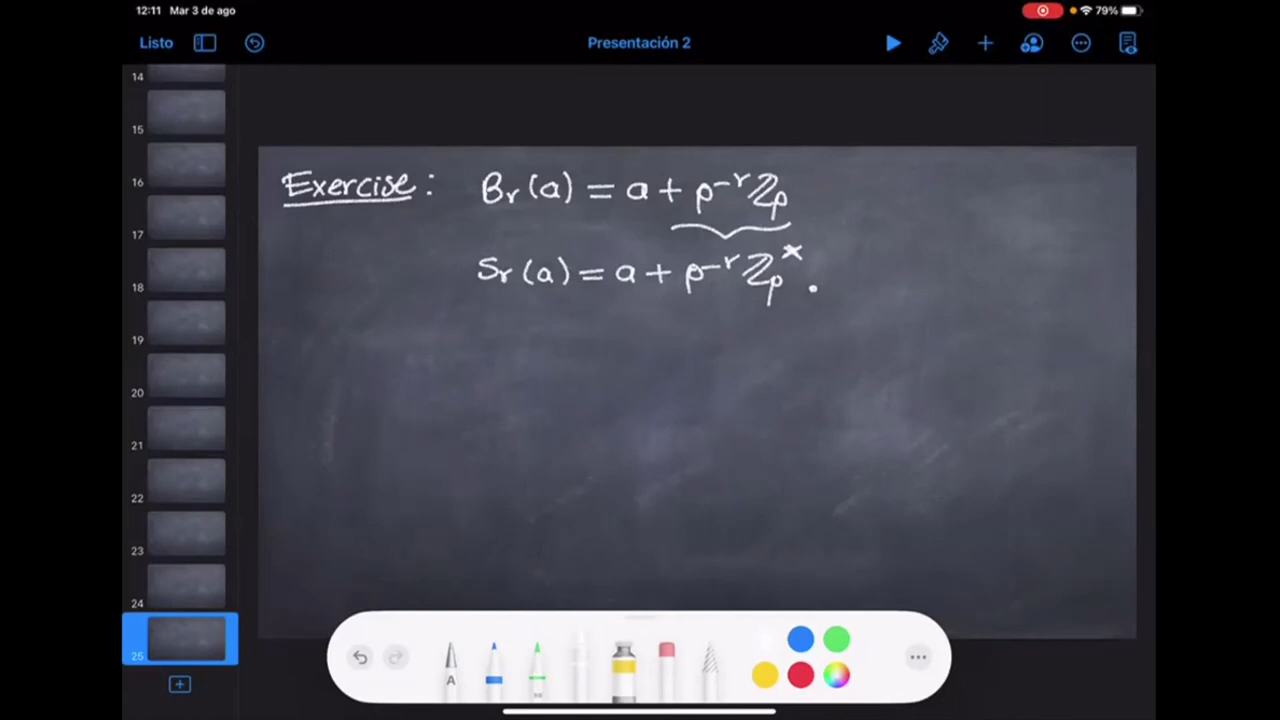 12:11 Mar 3 de ago 79%
Listo Presentación 2
14
15
16
17
18
19
20
21
22
23
24
25
Exercise: Bᵣ(a) = a + p⁻ʳℤₚ
Sᵣ(a) = a + p⁻ʳℤₚˣ.
A